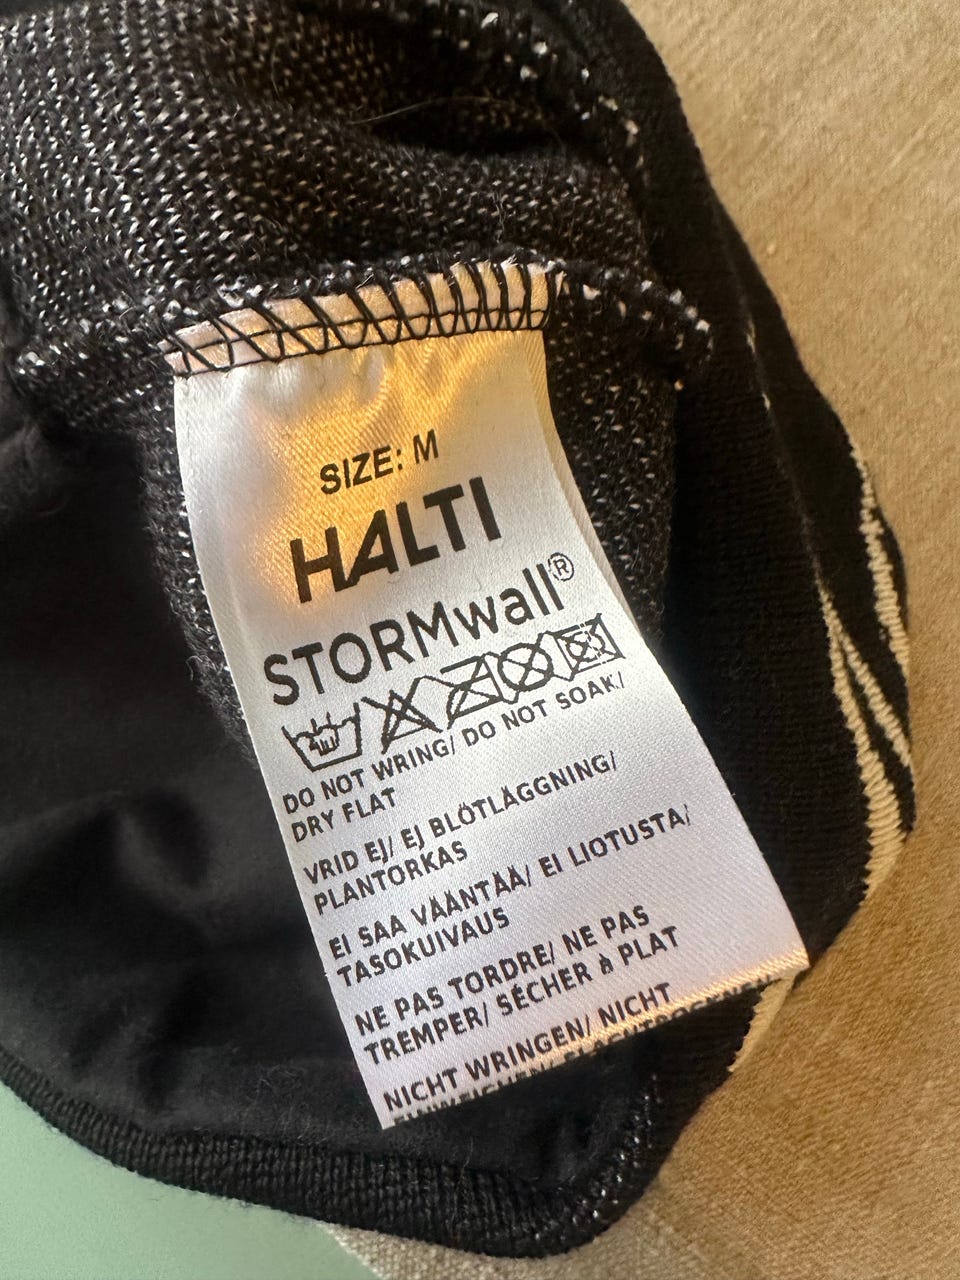 SIZE: M
HALTI
STORMwall®
DO NOT WRING/ DO NOT SOAK/
DRY FLAT
VRID EJ/ EJ BLÖTLÄGGNING/
PLANTORKAS
EI SAA VÄÄNTÄÄ/ EI LIOTUSTA/
TASOKUIVAUS
NE PAS TORDRE/ NE PAS
TREMPER/ SÉCHER À PLAT
NICHT WRINGEN/ NICHT